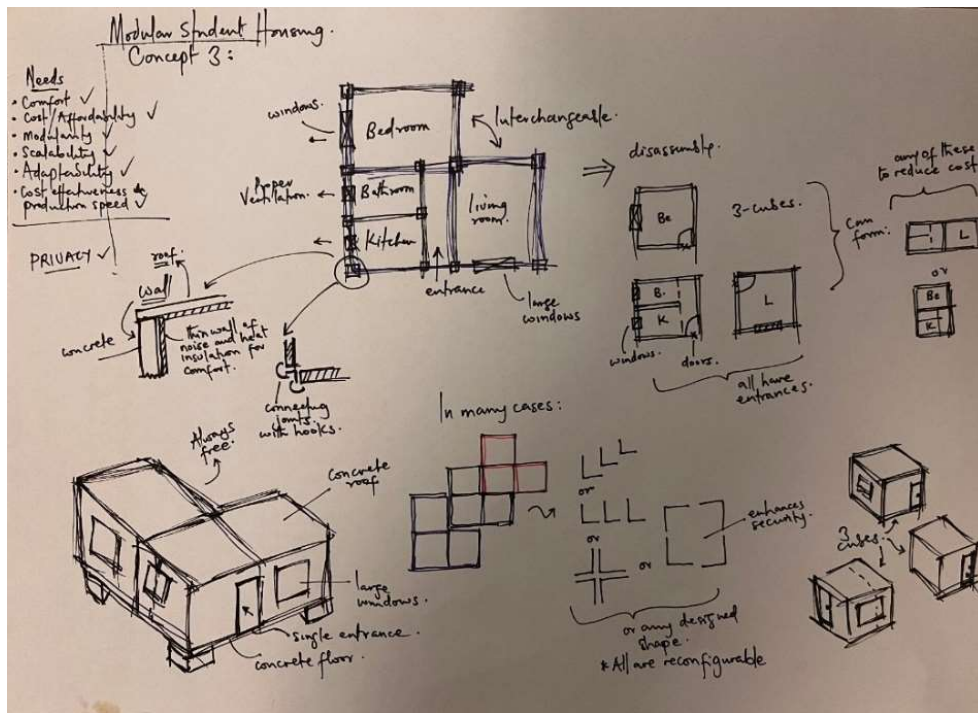 Modular Student Housing.
Concept 3:
Needs
• Comfort ✓
• Cost/Affordability ✓
• Modularity ✓
• Scalability ✓
• Adaptability ✓
• Cost effectiveness &
production speed ✓
PRIVACY ✓
windows.
Bedroom
Interchangeable.
Proper
Ventilation.
Bathroom
Kitchen
living
room.
entrance
large
windows
disassembly.
Be
3-cubes.
B.
K
L
windows.
doors.
all have
entrances.
Can
form:
any of these
to reduce cost
L
or
Be
K
roof
Wall
concrete
thin wall of
noise and heat
insulation for
comfort.
connecting
joints
with hooks.
Always
free.
concrete
roof
large
windows.
single entrance.
concrete floor.
In many cases:
or
or
or
enhances
security.
or any designed
shape.
* All are reconfigurable
3
cubes.